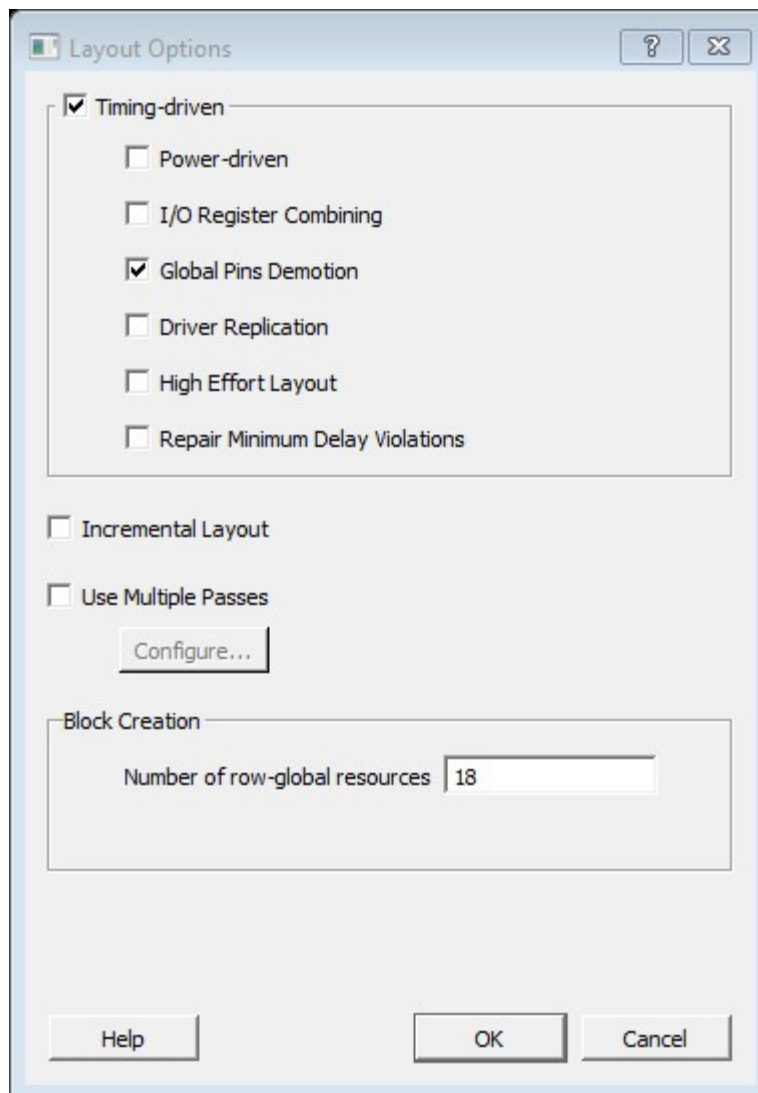 Layout Options
Timing-driven
Power-driven
I/O Register Combining
Global Pins Demotion
Driver Replication
High Effort Layout
Repair Minimum Delay Violations
Incremental Layout
Use Multiple Passes
Configure...
Block Creation
Number of row-global resources 18
Help OK Cancel